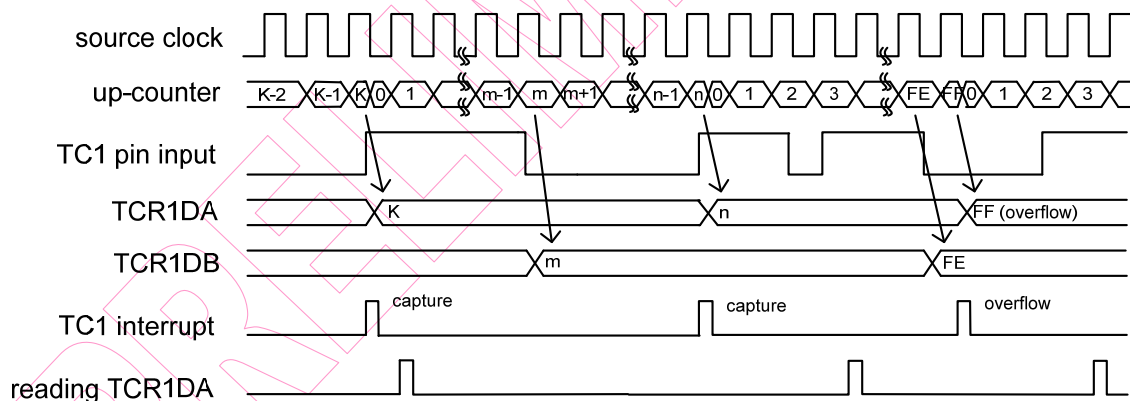 source clock
up-counter K-2 K-1 K 0 1 m-1 m m+1 n-1 n 0 1 2 3 FE FF 0 1 2 3
TC1 pin input
TCR1DA K n FF (overflow)
TCR1DB m FE
TC1 interrupt capture capture overflow
reading TCR1DA